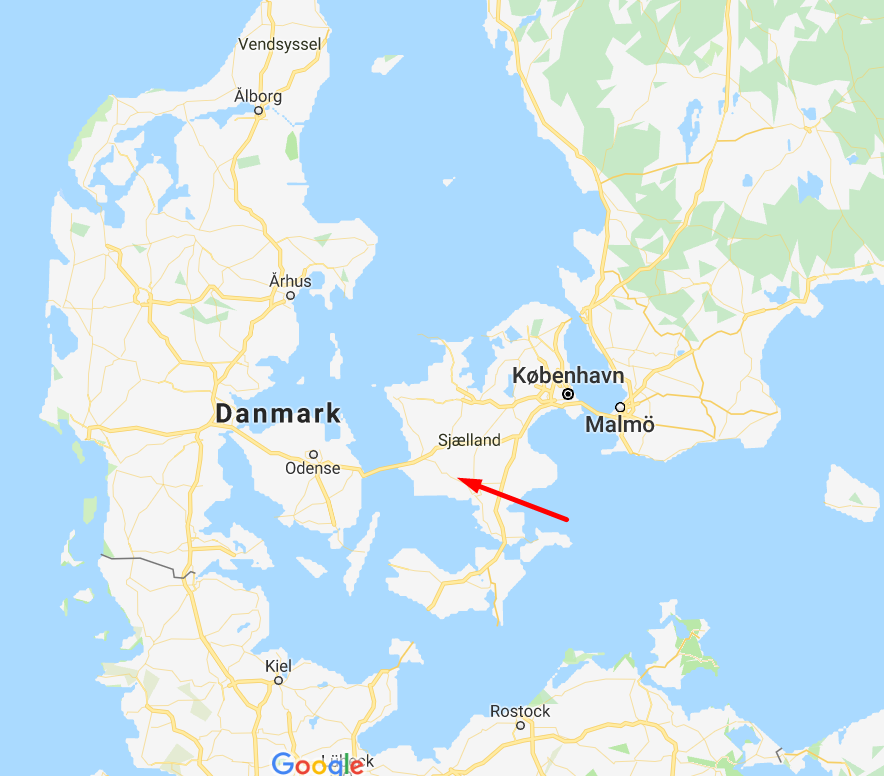 Vendsyssel
Ålborg
Århus
København
Danmark
Malmö
Sjælland
Odense
Kiel
Rostock
Google